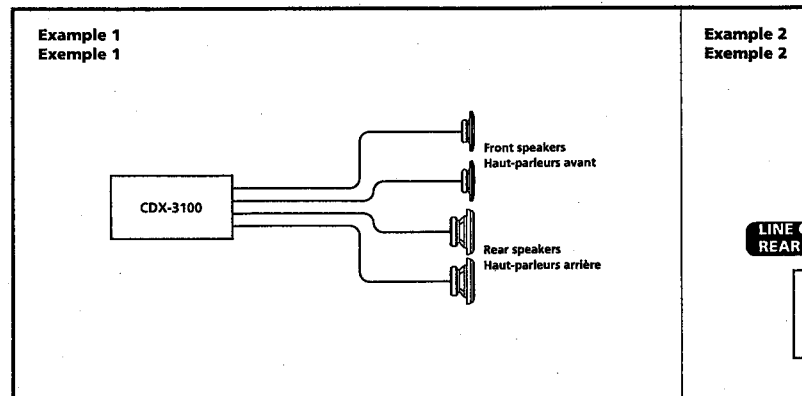 Example 1
Exemple 1
Front speakers
Haut-parleurs avant
CDX-3100
Rear speakers
Haut-parleurs arrière
Example 2
Exemple 2
LINE
REAR